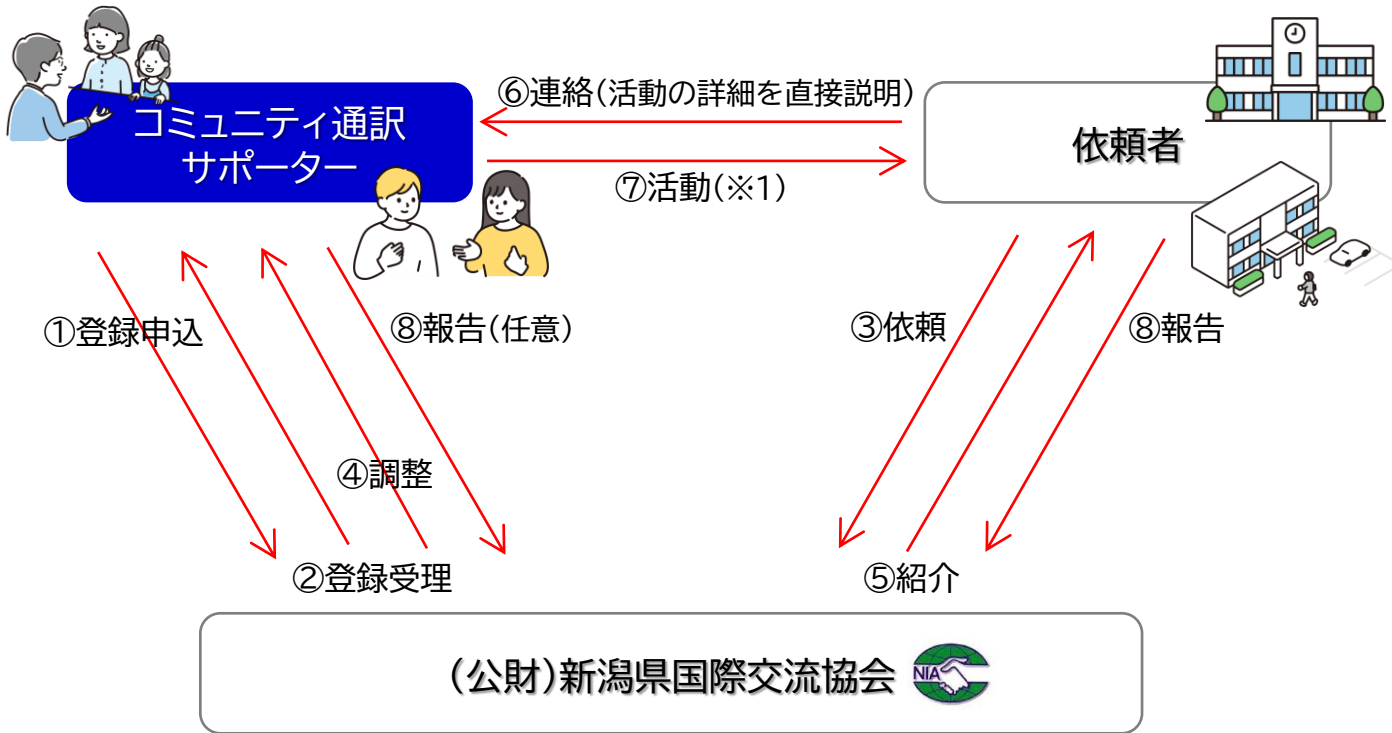 ⑥連絡(活動の詳細を直接説明)
コミュニティ通訳
サポーター
依頼者
⑦活動(※1)
①登録申込
⑧報告(任意)
③依頼
⑧報告
④調整
②登録受理
⑤紹介
(公財)新潟県国際交流協会
NIA